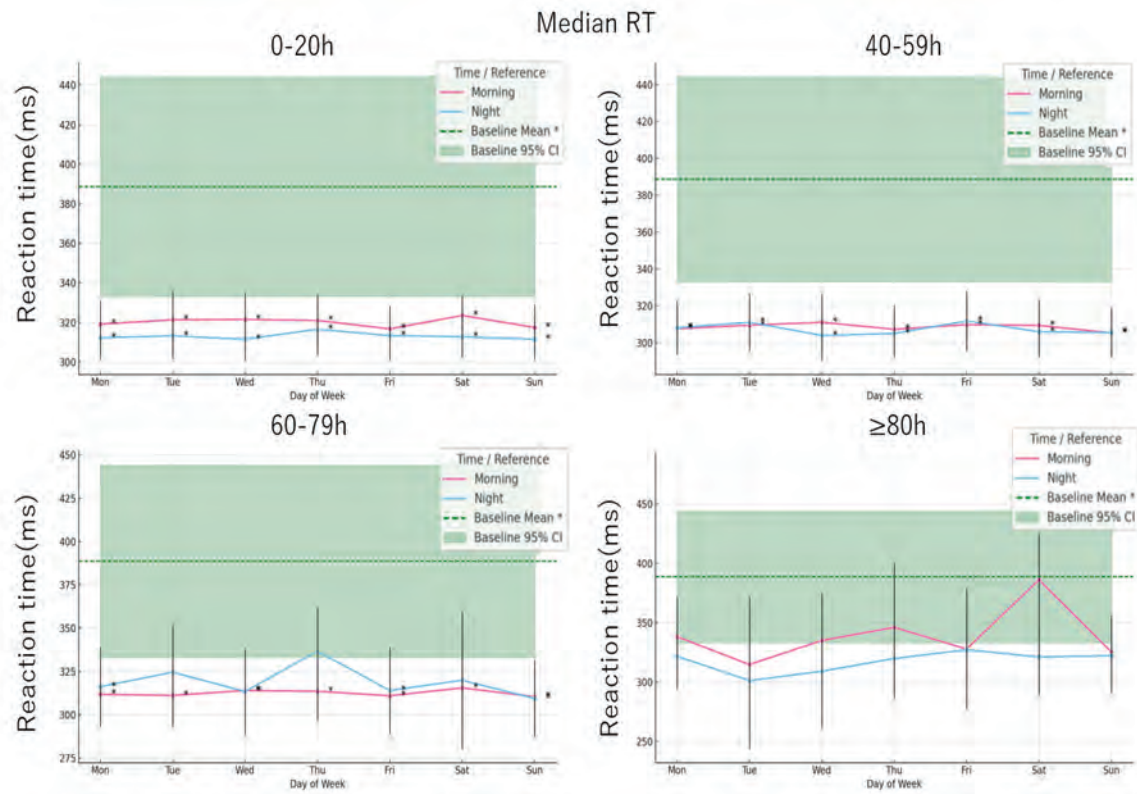 Median RT
0-20h
Reaction time(ms)
440
420
400
380
360
340
320
300
Mon Tue Wed Thu Fri Sat Sun
Day of Week
Time / Reference
Morning
Night
Baseline Mean *
Baseline 95% CI
40-59h
Reaction time(ms)
440
420
400
380
360
340
320
300
Mon Tue Wed Thu Fri Sat Sun
Day of Week
Time / Reference
Morning
Night
Baseline Mean *
Baseline 95% CI
60-79h
Reaction time(ms)
450
425
400
375
350
325
300
275
Mon Tue Wed Thu Fri Sat Sun
Day of Week
Time / Reference
Morning
Night
Baseline Mean *
Baseline 95% CI
≥80h
Reaction time(ms)
450
400
350
300
250
Mon Tue Wed Thu Fri Sat Sun
Day of Week
Time / Reference
Morning
Night
Baseline Mean *
Baseline 95% CI